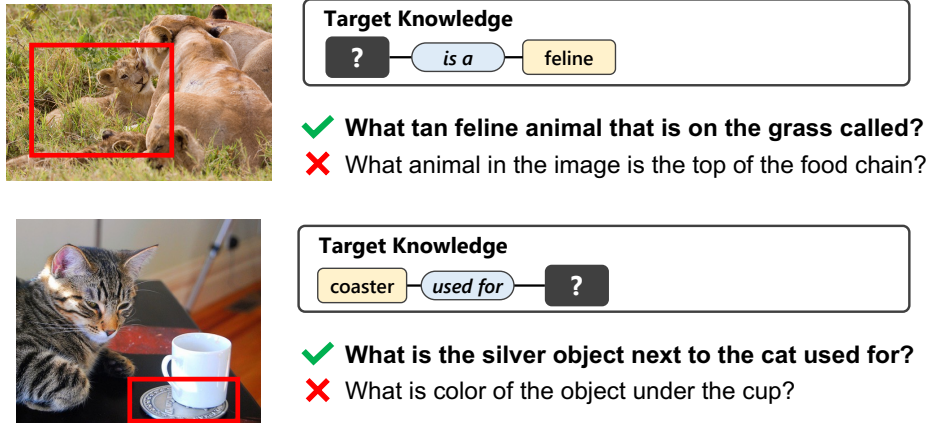 Target Knowledge
? is a feline
What tan feline animal that is on the grass called?
What animal in the image is the top of the food chain?
Target Knowledge
coaster used for ?
What is the silver object next to the cat used for?
What is color of the object under the cup?